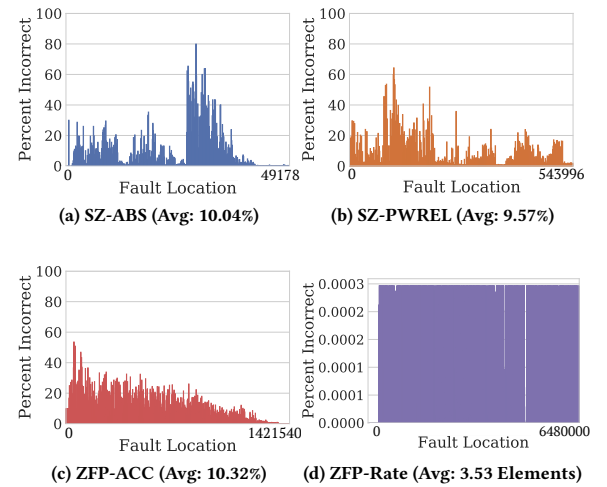 100
80
60
40
20
0
Percent Incorrect
0
49178
Fault Location
(a) SZ-ABS (Avg: 10.04%)
100
80
60
40
20
0
Percent Incorrect
0
543996
Fault Location
(b) SZ-PWREL (Avg: 9.57%)
100
80
60
40
20
0
Percent Incorrect
0
1421540
Fault Location
(c) ZFP-ACC (Avg: 10.32%)
0.0003
0.0002
0.0002
0.0001
0.0001
0.0000
Percent Incorrect
0
6480000
Fault Location
(d) ZFP-Rate (Avg: 3.53 Elements)